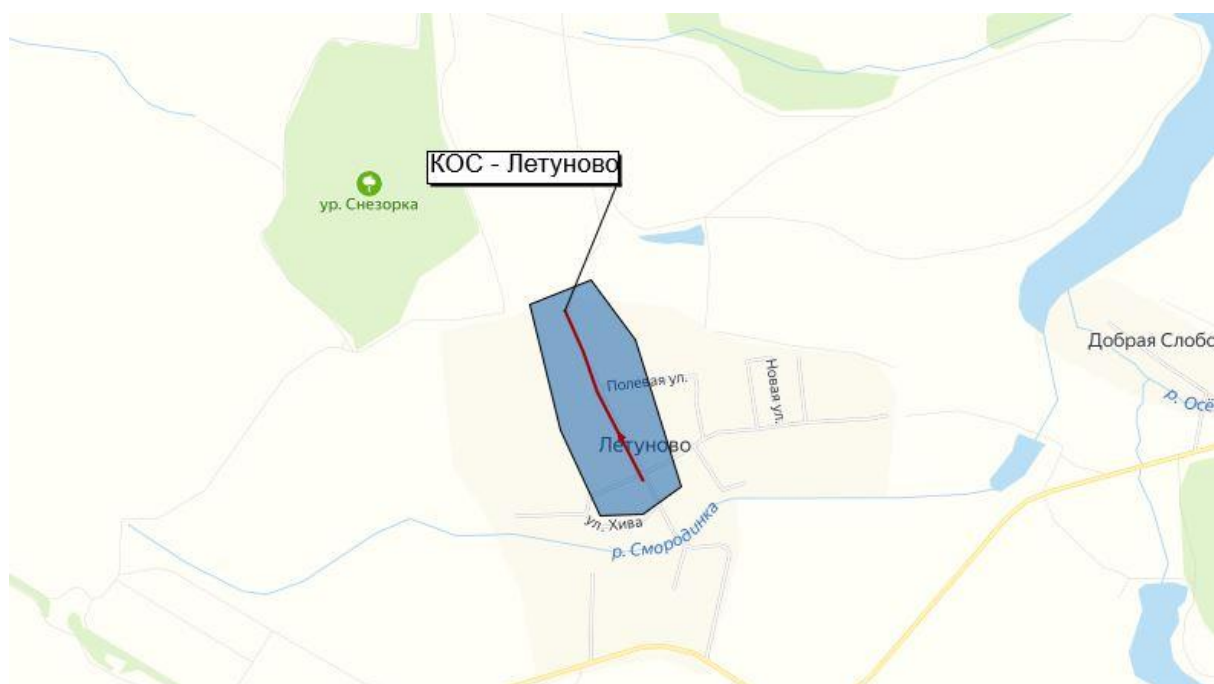 КОС - Летуново
ур. Снезорка
Добрая Слобо
Полевая ул.
Новая ул.
р. Осё
Летуново
ул. Хива
р. Смородинка